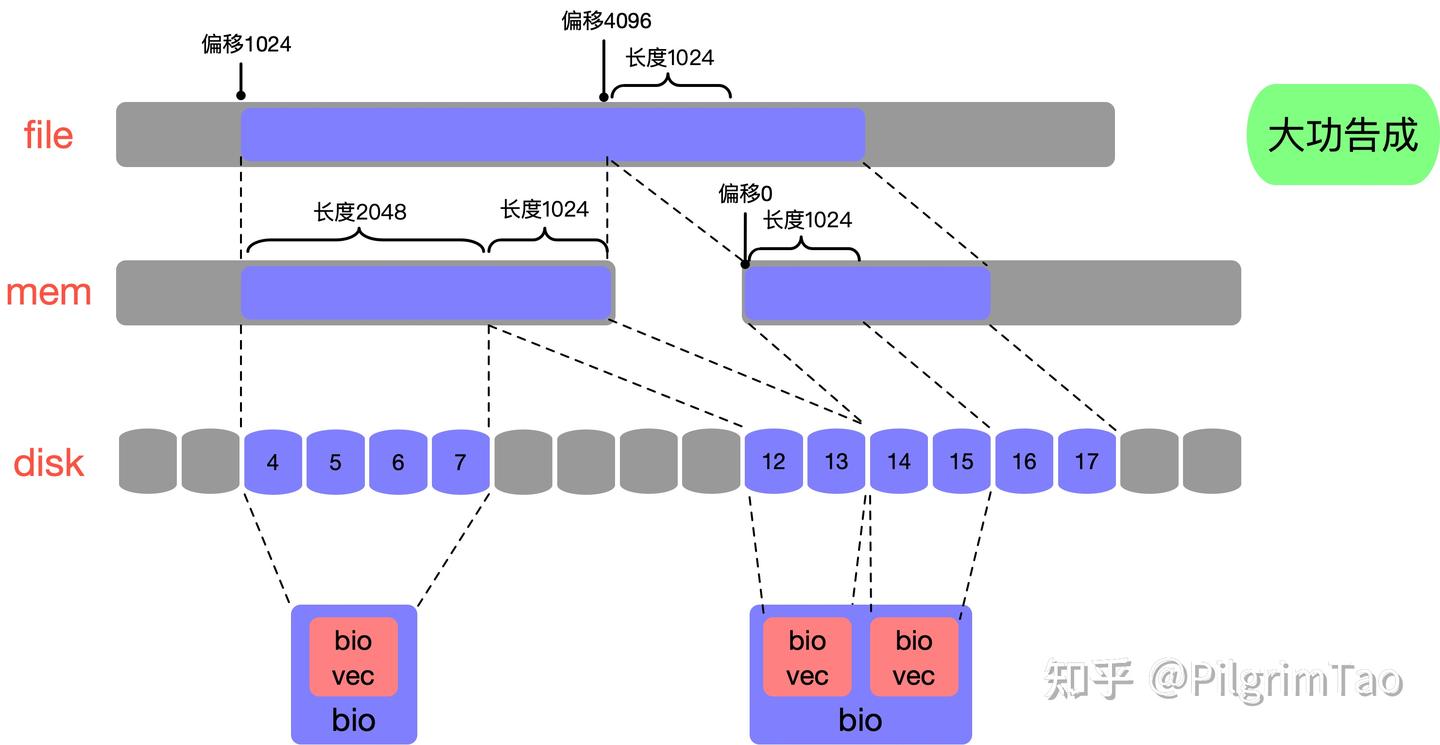 偏移4096
偏移1024
长度1024
file
大功告成
偏移0
长度2048
长度1024
长度1024
mem
disk
4
5
6
7
12
13
14
15
16
17
bio
vec
bio
bio
vec
bio
vec
bio
知乎 @PilgrimTao